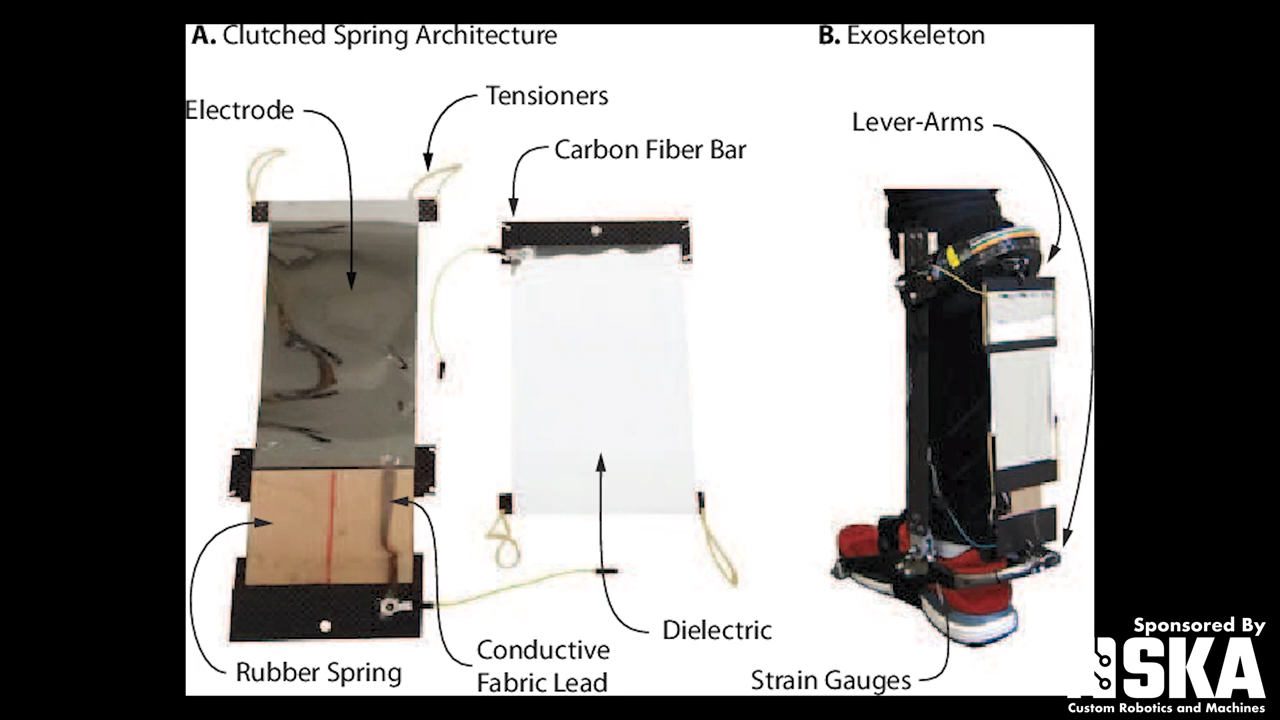 A. Clutched Spring Architecture
B. Exoskeleton
Electrode
Tensioners
Carbon Fiber Bar
Lever-Arms
Rubber Spring
Conductive
Fabric Lead
Dielectric
Strain Gauges
Sponsored By
SKA
Custom Robotics and Machines